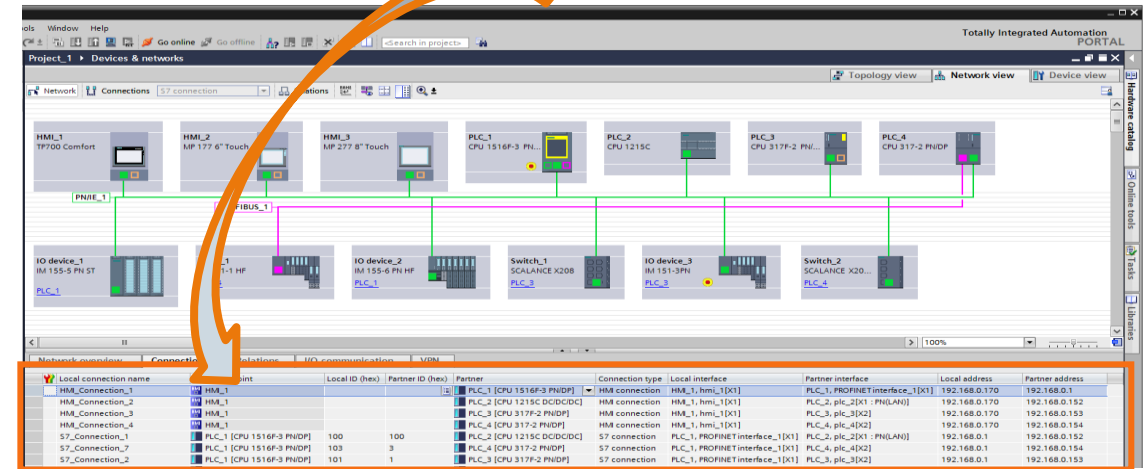 ols Window Help
Totally Integrated Automation
PORTAL
Go online Go offline <Search in project>
Project_1 ▸ Devices & networks
Topology view Network view Device view
Network Connections S7 connection
HMI_1
TP700 Comfort
HMI_2
MP 177 6" Touch
HMI_3
MP 277 8" Touch
PLC_1
CPU 1516F-3 PN...
PLC_2
CPU 1215C
PLC_3
CPU 317F-2 PN/...
PLC_4
CPU 317-2 PN/DP
PN/IE_1
FIBUS_1
IO device_1
IM 155-5 PN ST
PLC_1
_1
1-1 HF
IO device_2
IM 155-6 PN HF
PLC_1
Switch_1
SCALANCE X208
PLC_3
IO device_3
IM 151-3PN
PLC_3
Switch_2
SCALANCE X20...
PLC_4
Hardware catalog
Online tools
Tasks
Libraries
100%
Network overview Connecti Relations I/O communication VPN
Local connection name int Local ID (hex) Partner ID (hex) Partner Connection type Local interface Partner interface Local address Partner address
HMI_Connection_1 HMI_1 PLC_1 [CPU 1516F-3 PN/DP] HMI connection HMI_1, hmi_1[X1] PLC_1, PROFINET interface_1[X1] 192.168.0.170 192.168.0.1
HMI_Connection_2 HMI_1 PLC_2 [CPU 1215C DC/DC/DC] HMI connection HMI_1, hmi_1[X1] PLC_2, plc_2[X1 : PN(LAN)] 192.168.0.170 192.168.0.152
HMI_Connection_3 HMI_1 PLC_3 [CPU 317F-2 PN/DP] HMI connection HMI_1, hmi_1[X1] PLC_3, plc_3[X2] 192.168.0.170 192.168.0.153
HMI_Connection_4 HMI_1 PLC_4 [CPU 317-2 PN/DP] HMI connection HMI_1, hmi_1[X1] PLC_4, plc_4[X2] 192.168.0.170 192.168.0.154
S7_Connection_1 PLC_1 [CPU 1516F-3 PN/DP] 100 100 PLC_2 [CPU 1215C DC/DC/DC] S7 connection PLC_1, PROFINET interface_1[X1] PLC_2, plc_2[X1 : PN(LAN)] 192.168.0.1 192.168.0.152
S7_Connection_7 PLC_1 [CPU 1516F-3 PN/DP] 103 3 PLC_4 [CPU 317-2 PN/DP] S7 connection PLC_1, PROFINET interface_1[X1] PLC_4, plc_4[X2] 192.168.0.1 192.168.0.154
S7_Connection_2 PLC_1 [CPU 1516F-3 PN/DP] 101 1 PLC_3 [CPU 317F-2 PN/DP] S7 connection PLC_1, PROFINET interface_1[X1] PLC_3, plc_3[X2] 192.168.0.1 192.168.0.153